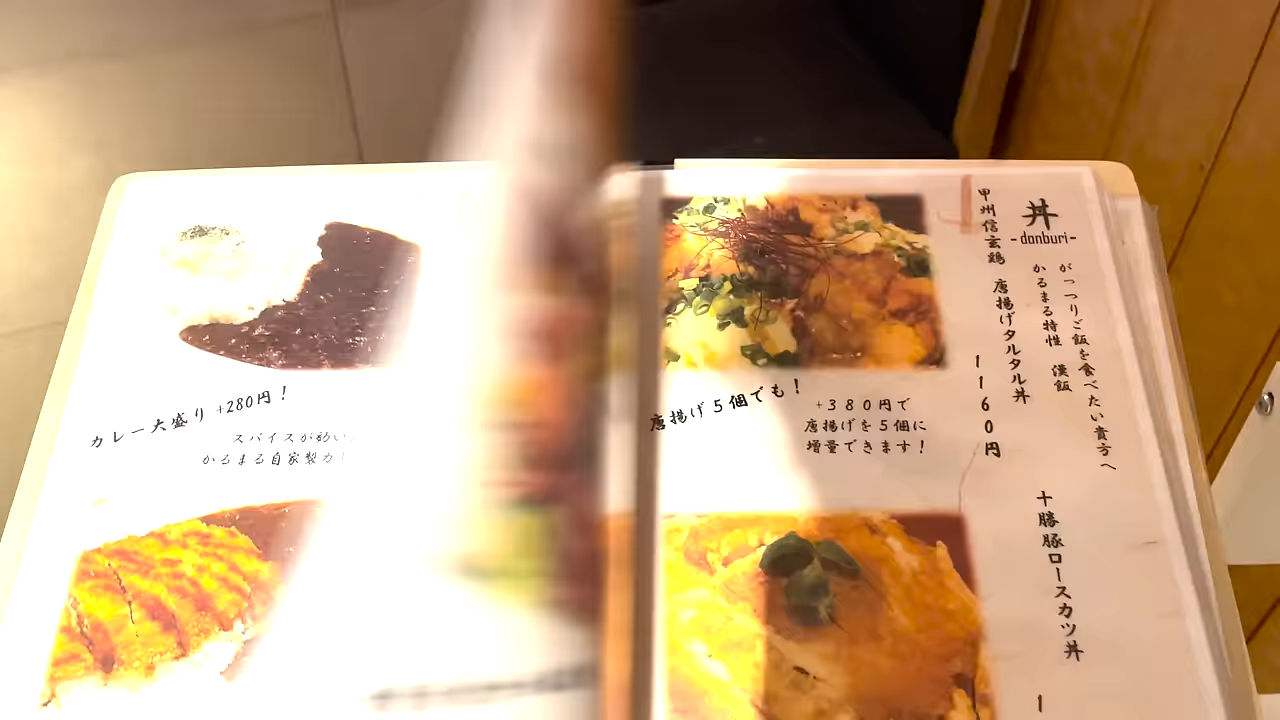 丼
-donburi-
がっつりご飯を食べたい貴方へ
かるまる特性 漢飯
甲州信玄鶏 唐揚げタルタル丼
1160円
唐揚げ5個でも!
+380円で
唐揚げを5個に
増量できます!
十勝豚ロースカツ丼
1
カレー大盛り +280円!
スパイスが効い
かるまる自家製カ